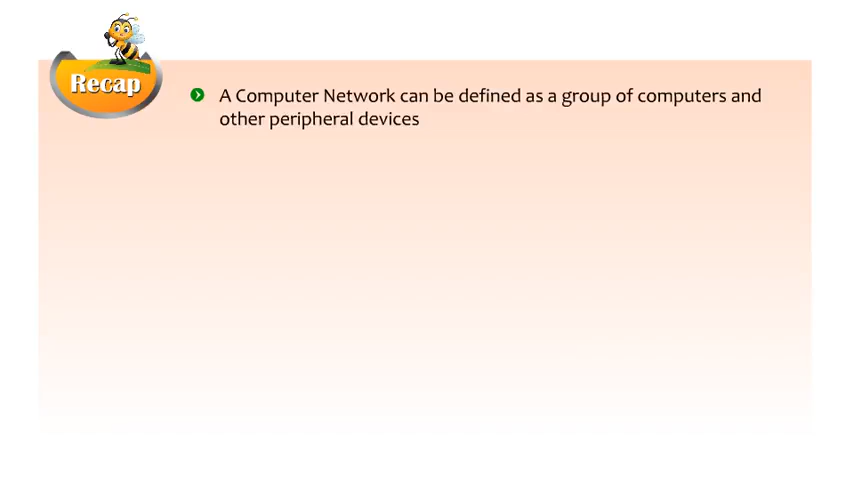 Recap
A Computer Network can be defined as a group of computers and
other peripheral devices